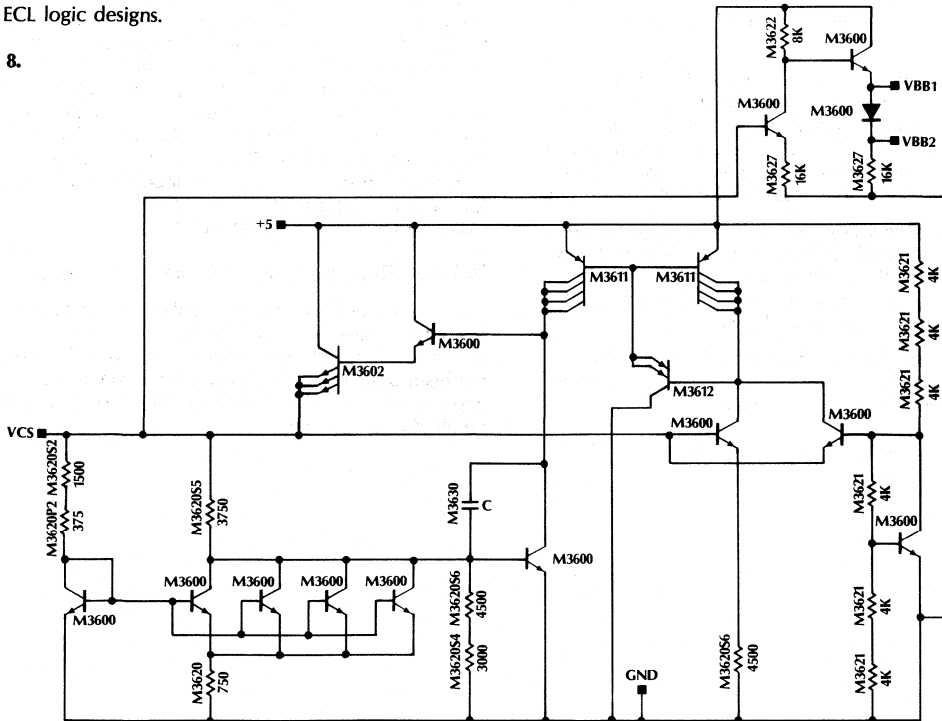 ECL logic designs.
8.
M3622
8K
M3600
VBB1
M3600
M3600
VBB2
M3627
16K
M3627
16K
+5
M3611
M3611
M3621
4K
M3600
M3621
4K
M3602
M3612
M3621
4K
VCS
M3600
M3600
M3620S2
1500
M3620S5
3750
M3630
C
M3621
4K
M3620P2
375
M3600
M3600
M3600
M3600
M3600
M3600
M3620S6
4500
M3600
M3621
4K
M3620
750
M3620S4
3000
GND
M3620S6
4500
M3621
4K